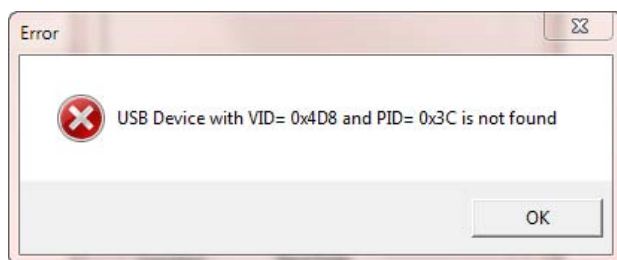 Error
USB Device with VID= 0x4D8 and PID= 0x3C is not found
OK